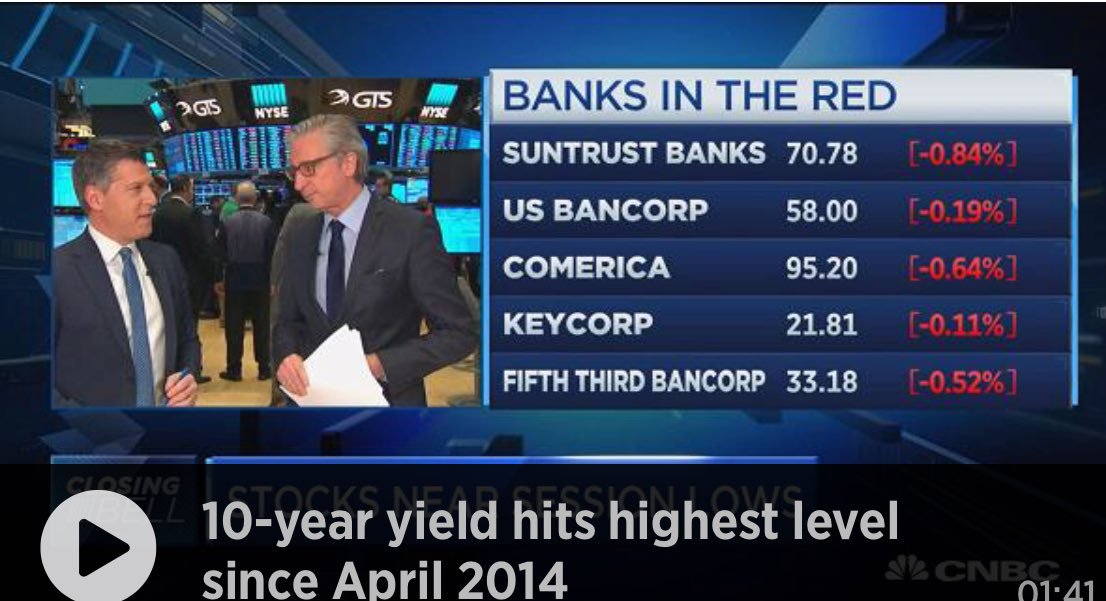 GTS
NYSE
GTS
NYSE
BANKS IN THE RED
SUNTRUST BANKS 70.78 [-0.84%]
US BANCORP 58.00 [-0.19%]
COMERICA 95.20 [-0.64%]
KEYCORP 21.81 [-0.11%]
FIFTH THIRD BANCORP 33.18 [-0.52%]
CLOSING
BELL
STOCKS NEAR SESSION LOWS
10-year yield hits highest level
since April 2014
CNBC
01:41